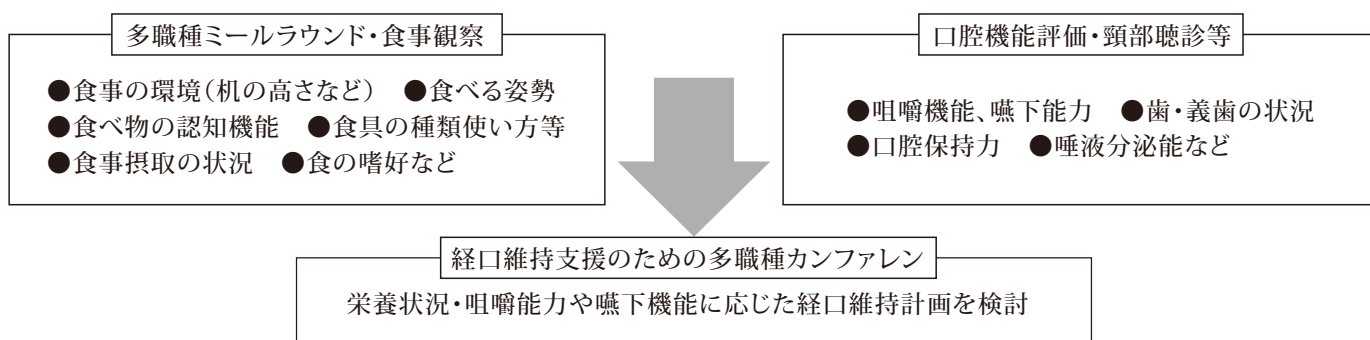 多職種ミールラウンド・食事観察
●食事の環境(机の高さなど) ●食べる姿勢
●食べ物の認知機能 ●食具の種類使い方等
●食事摂取の状況 ●食の嗜好など
口腔機能評価・頸部聴診等
●咀嚼機能、嚥下能力 ●歯・義歯の状況
●口腔保持力 ●唾液分泌能など
経口維持支援のための多職種カンファレン
栄養状況・咀嚼能力や嚥下機能に応じた経口維持計画を検討